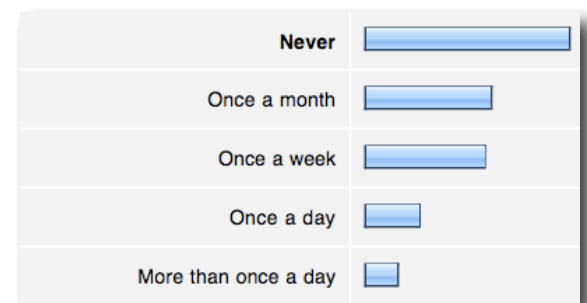 Never
Once a month
Once a week
Once a day
More than once a day